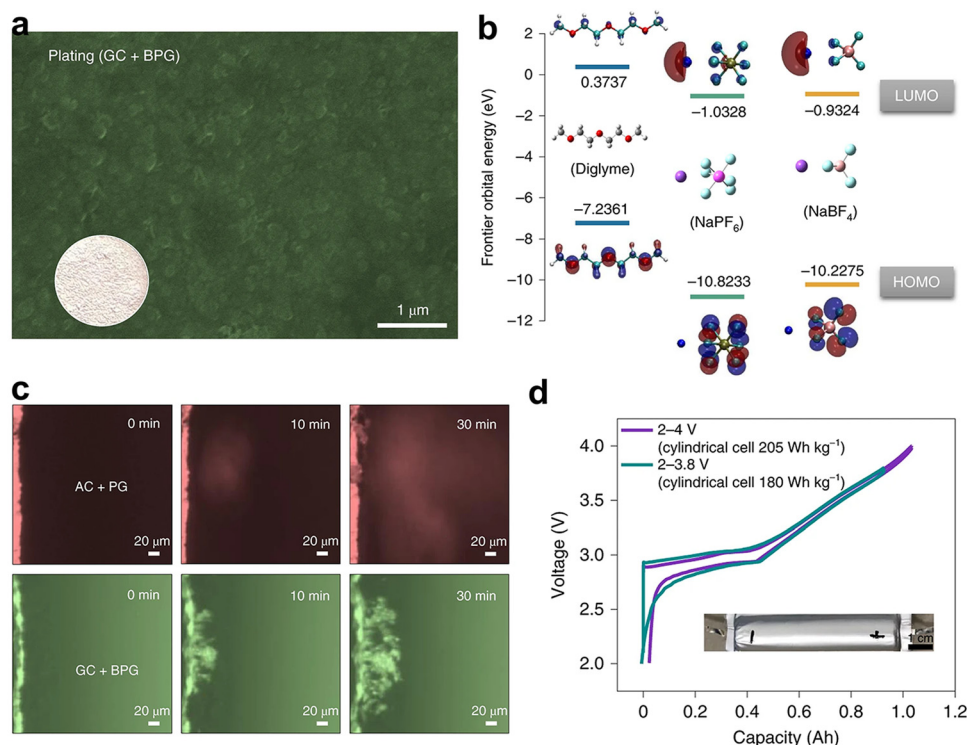 a
Plating (GC + BPG)
1 μm
b
Frontier orbital energy (eV)
2
0
−2
−4
−6
−8
−10
−12
0.3737
(Diglyme)
−7.2361
−1.0328
(NaPF6)
−10.8233
−0.9324
(NaBF4)
−10.2275
LUMO
HOMO
c
0 min
AC + PG
20 μm
10 min
20 μm
30 min
20 μm
0 min
GC + BPG
20 μm
10 min
20 μm
30 min
20 μm
d
2–4 V
(cylindrical cell 205 Wh kg−1)
2–3.8 V
(cylindrical cell 180 Wh kg−1)
Voltage (V)
4.0
3.5
3.0
2.5
2.0
1 cm
0 0.2 0.4 0.6 0.8 1.0 1.2
Capacity (Ah)